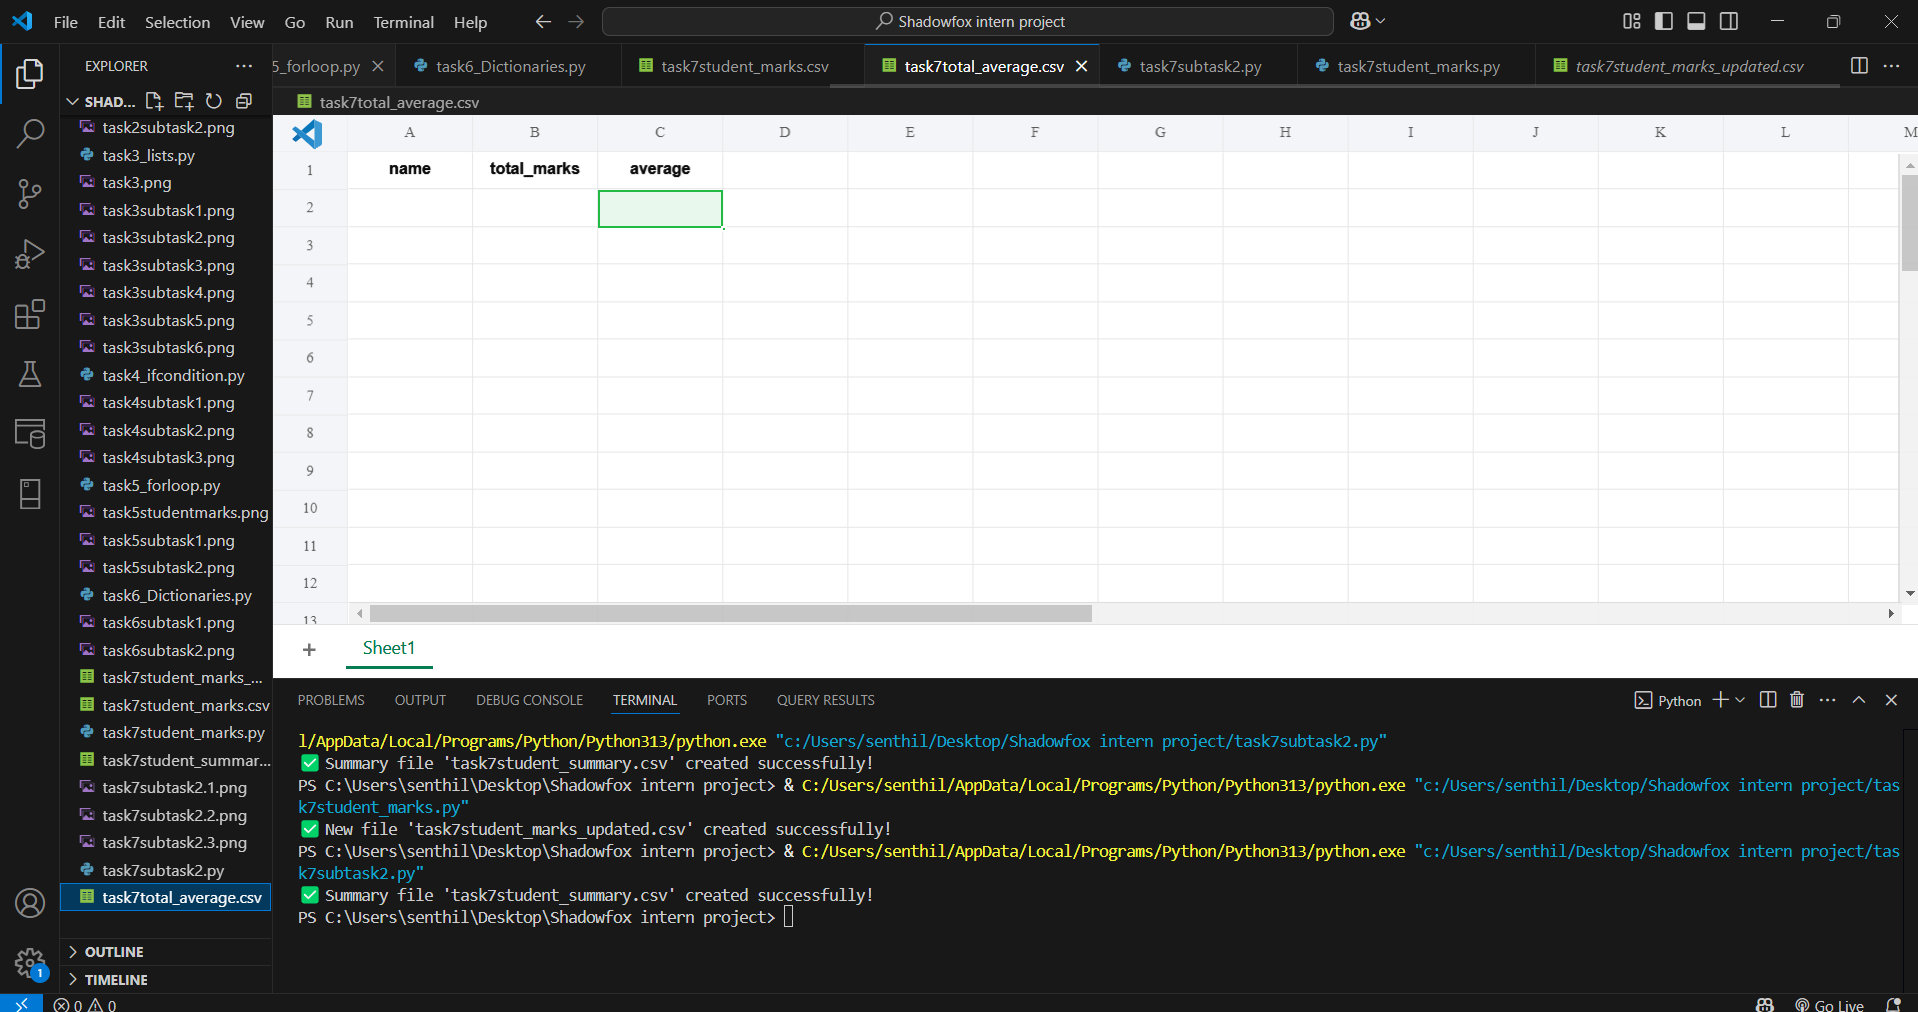 File Edit Selection View Go Run Terminal Help
Shadowfox intern project
EXPLORER
SHAD...
task2subtask2.png
task3_lists.py
task3.png
task3subtask1.png
task3subtask2.png
task3subtask3.png
task3subtask4.png
task3subtask5.png
task3subtask6.png
task4_ifcondition.py
task4subtask1.png
task4subtask2.png
task4subtask3.png
task5_forloop.py
task5studentmarks.png
task5subtask1.png
task5subtask2.png
task6_Dictionaries.py
task6subtask1.png
task6subtask2.png
task7student_marks_...
task7student_marks.csv
task7student_marks.py
task7student_summar...
task7subtask2.1.png
task7subtask2.2.png
task7subtask2.3.png
task7subtask2.py
task7total_average.csv
OUTLINE
TIMELINE
5_forloop.py task6_Dictionaries.py task7student_marks.csv task7total_average.csv task7subtask2.py task7student_marks.py task7student_marks_updated.csv
task7total_average.csv
A B C D E F G H I J K L M
1 name total_marks average
2
3
4
5
6
7
8
9
10
11
12
13
+ Sheet1
PROBLEMS OUTPUT DEBUG CONSOLE TERMINAL PORTS QUERY RESULTS Python
l/AppData/Local/Programs/Python/Python313/python.exe "c:/Users/senthil/Desktop/Shadowfox intern project/task7subtask2.py"
✅ Summary file 'task7student_summary.csv' created successfully!
PS C:\Users\senthil\Desktop\Shadowfox intern project> & C:/Users/senthil/AppData/Local/Programs/Python/Python313/python.exe "c:/Users/senthil/Desktop/Shadowfox intern project/tas
k7student_marks.py"
✅ New file 'task7student_marks_updated.csv' created successfully!
PS C:\Users\senthil\Desktop\Shadowfox intern project> & C:/Users/senthil/AppData/Local/Programs/Python/Python313/python.exe "c:/Users/senthil/Desktop/Shadowfox intern project/tas
k7subtask2.py"
✅ Summary file 'task7student_summary.csv' created successfully!
PS C:\Users\senthil\Desktop\Shadowfox intern project>
1
0 0 Go Live